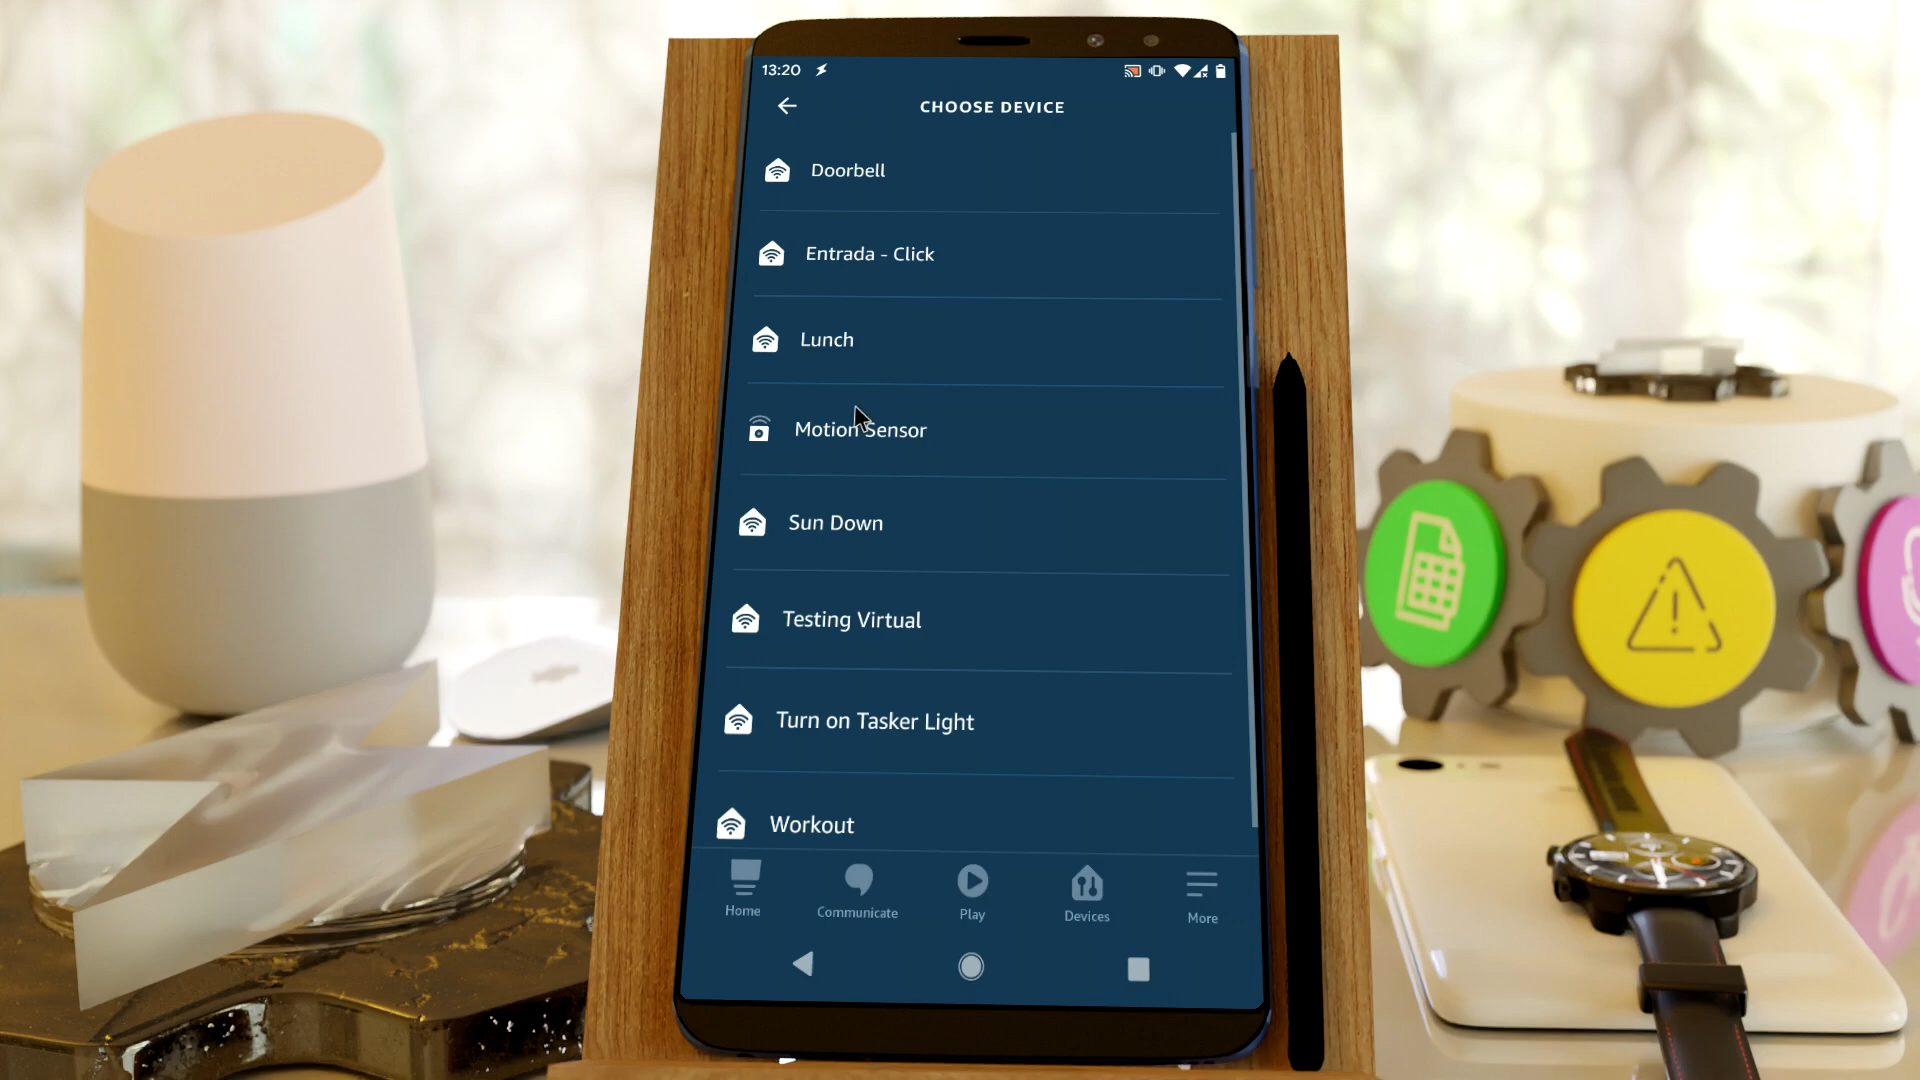 13:20
CHOOSE DEVICE
Doorbell
Entrada - Click
Lunch
Motion Sensor
Sun Down
Testing Virtual
Turn on Tasker Light
Workout
Home
Communicate
Play
Devices
More